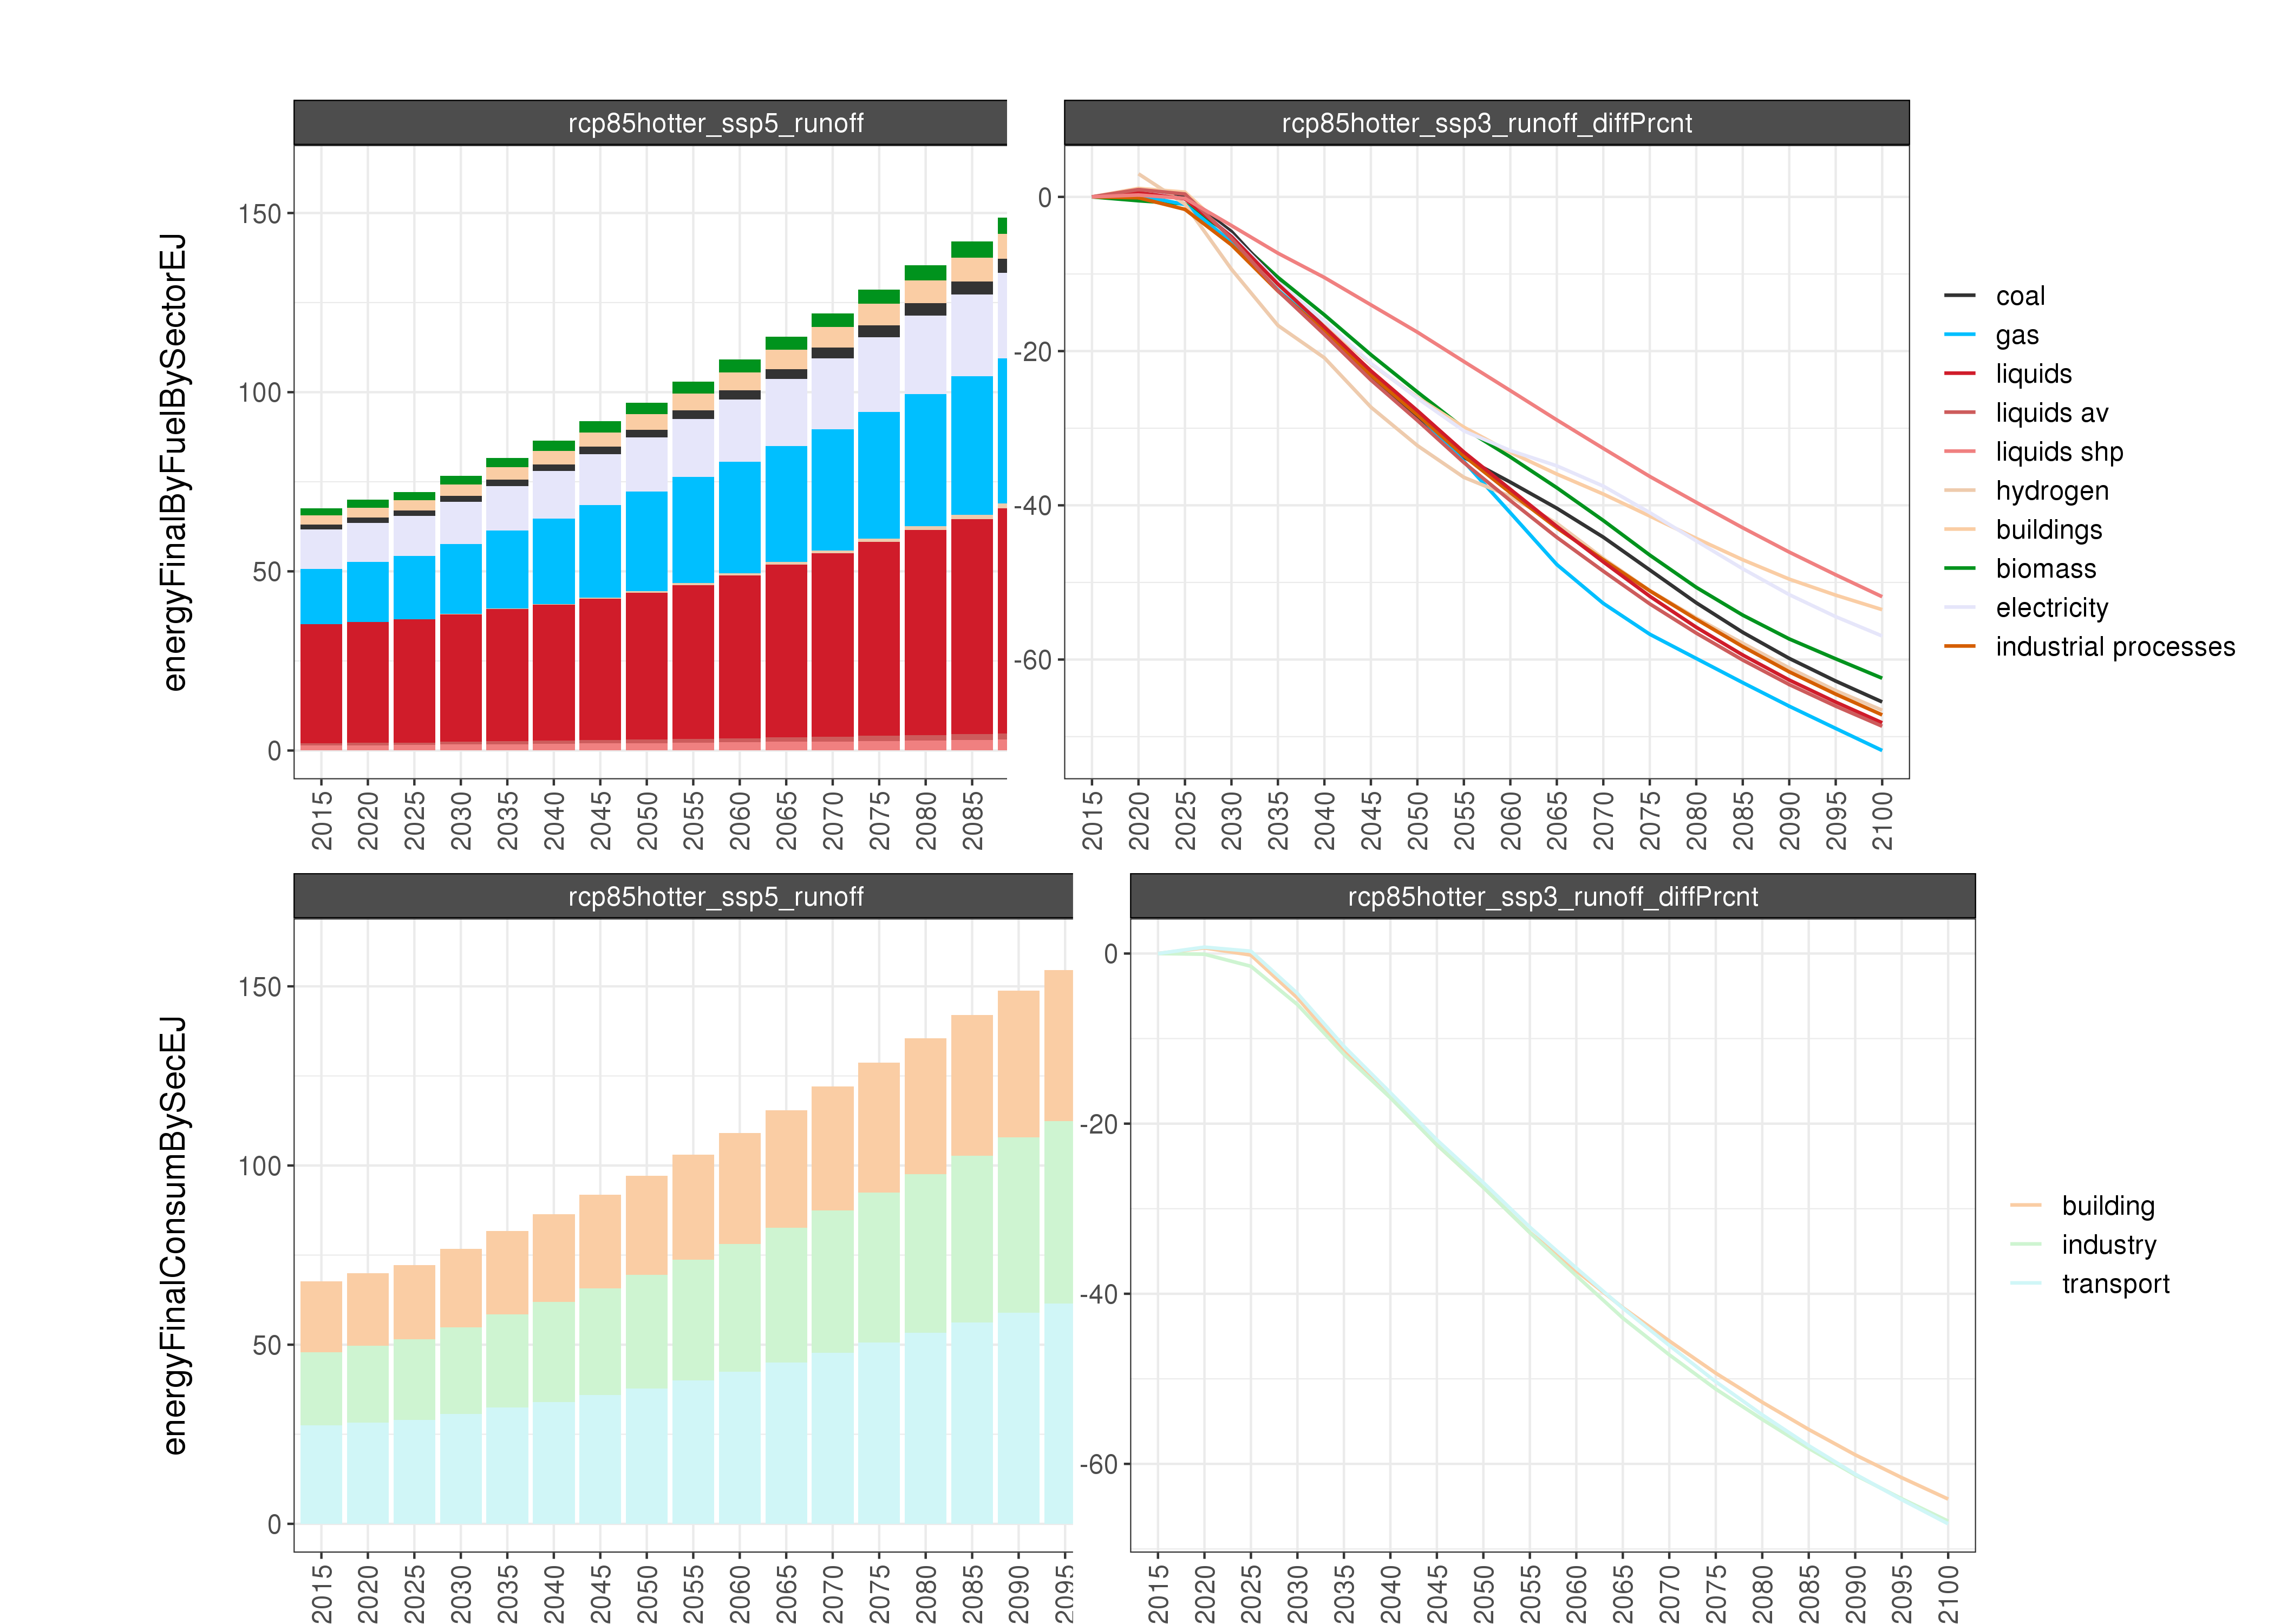 rcp85hotter_ssp5_runoff
rcp85hotter_ssp3_runoff_diffPrcnt
energyFinalByFuelBySectorEJ
150
100
50
0
2015 2020 2025 2030 2035 2040 2045 2050 2055 2060 2065 2070 2075 2080 2085
0
-20
-40
-60
2015 2020 2025 2030 2035 2040 2045 2050 2055 2060 2065 2070 2075 2080 2085 2090 2095 2100
coal
gas
liquids
liquids av
liquids shp
hydrogen
buildings
biomass
electricity
industrial processes
rcp85hotter_ssp5_runoff
rcp85hotter_ssp3_runoff_diffPrcnt
energyFinalConsumBySecEJ
150
100
50
0
2015 2020 2025 2030 2035 2040 2045 2050 2055 2060 2065 2070 2075 2080 2085 2090 2095
0
-20
-40
-60
2015 2020 2025 2030 2035 2040 2045 2050 2055 2060 2065 2070 2075 2080 2085 2090 2095 2100
building
industry
transport